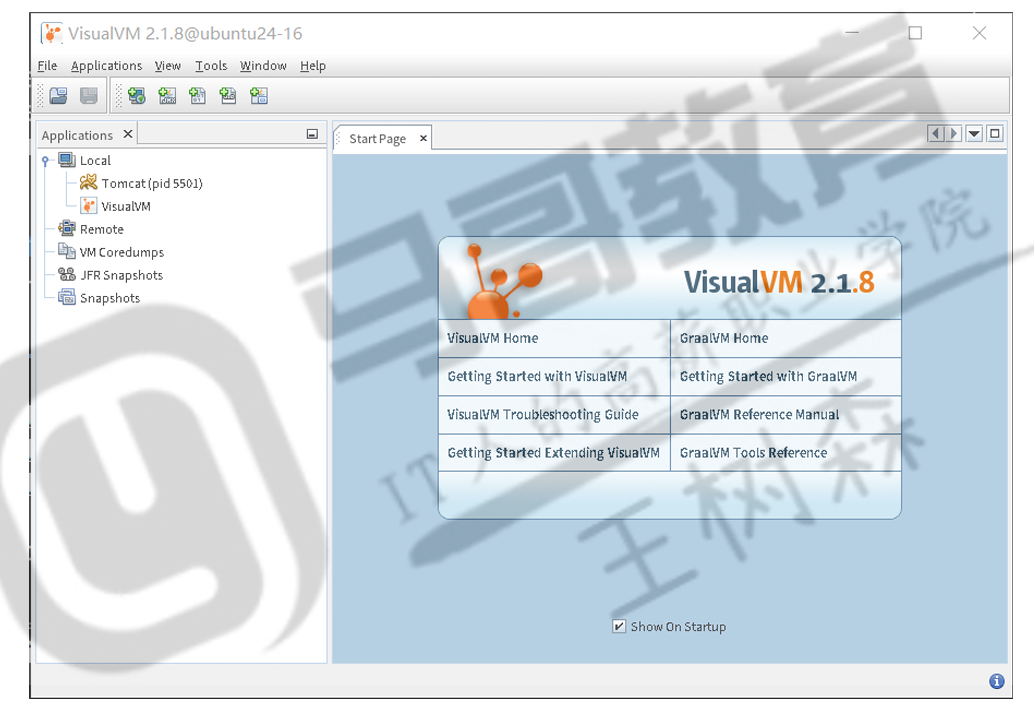 VisualVM 2.1.8@ubuntu24-16
File Applications View Tools Window Help
Applications
Start Page
Local
Tomcat (pid 5501)
VisualVM
Remote
VM Coredumps
JFR Snapshots
Snapshots
VisualVM 2.1.8
VisualVM Home
GraalVM Home
Getting Started with VisualVM
Getting Started with GraalVM
VisualVM Troubleshooting Guide
GraalVM Reference Manual
Getting Started Extending VisualVM
GraalVM Tools Reference
Show On Startup
马哥教育
IT人的高薪职业学院
王树森